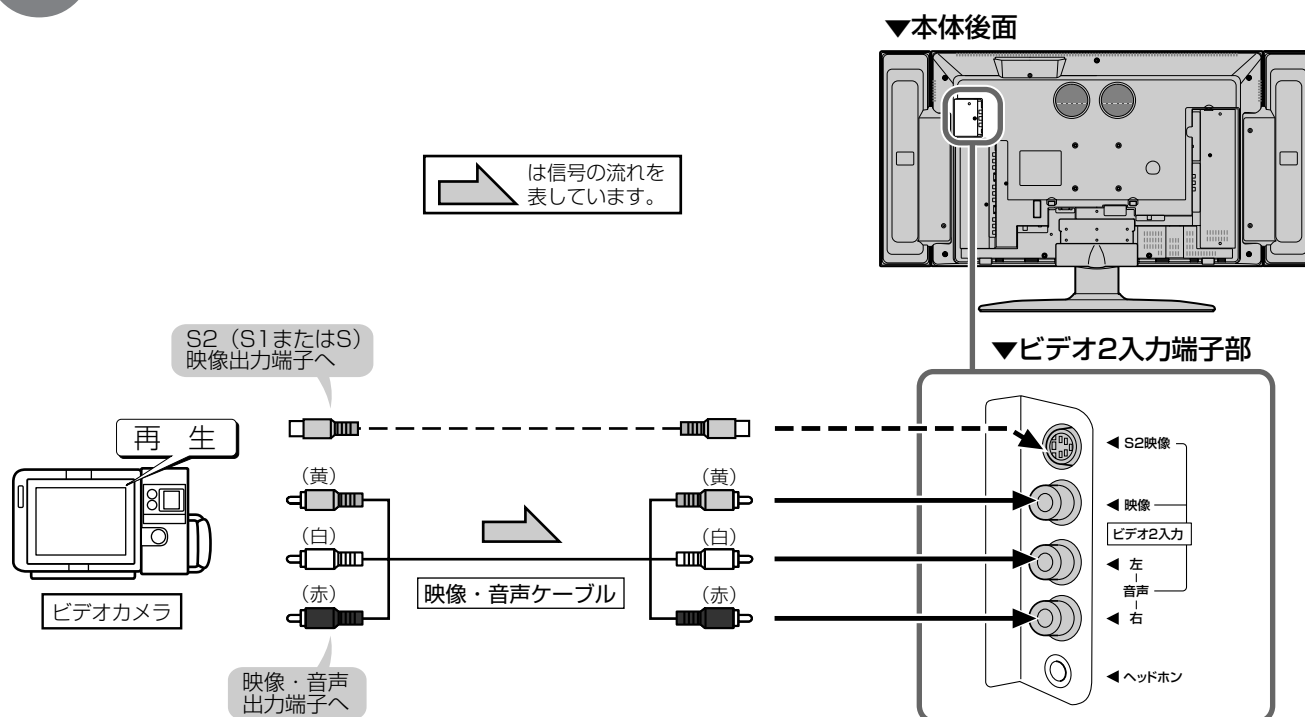 ▼本体後面
は信号の流れを
表しています。
S2（S1またはS）
映像出力端子へ
▼ビデオ2入力端子部
再 生
ビデオカメラ
（黄）
（白）
（赤）
映像・音声
出力端子へ
映像・音声ケーブル
（黄）
（白）
（赤）
◀ S2映像
◀ 映像
ビデオ2入力
◀ 左
音声
◀ 右
◀ ヘッドホン